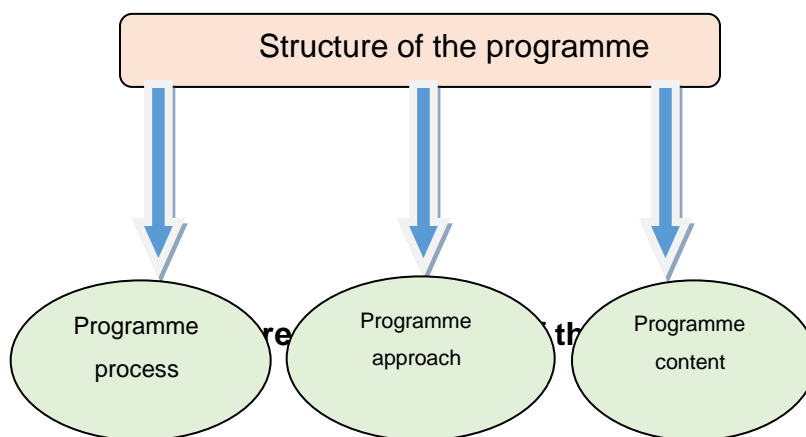 Structure of the programme
Programme
process
Programme
approach
Programme
content